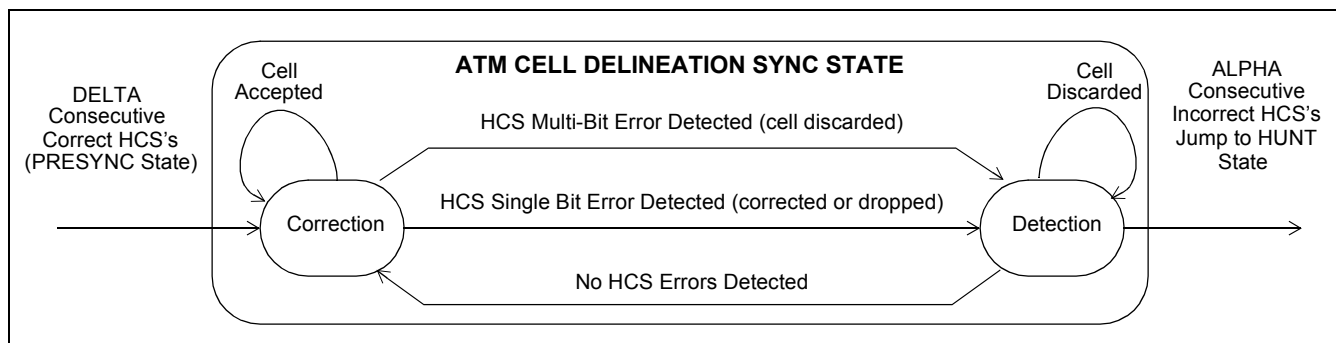 ATM CELL DELINEATION SYNC STATE
DELTA
Consecutive
Correct HCS's
(PRESYNC State)
Cell
Accepted
HCS Multi-Bit Error Detected (cell discarded)
Cell
Discarded
ALPHA
Consecutive
Incorrect HCS's
Jump to HUNT
State
Correction
HCS Single Bit Error Detected (corrected or dropped)
Detection
No HCS Errors Detected